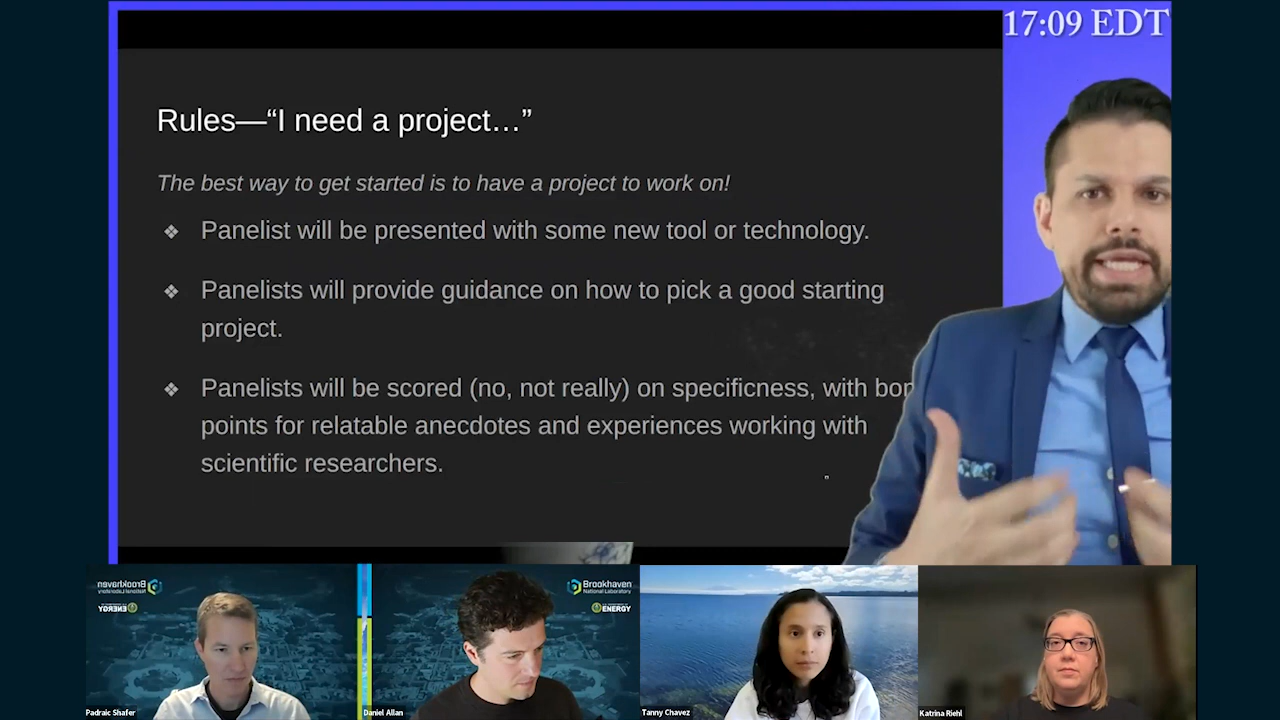 17:09 EDT
Rules—“I need a project…”
The best way to get started is to have a project to work on!
❖ Panelist will be presented with some new tool or technology.
❖ Panelists will provide guidance on how to pick a good starting
project.
❖ Panelists will be scored (no, not really) on specificness, with bon
points for relatable anecdotes and experiences working with
scientific researchers.
Brookhaven
National Laboratory
ENERGY
Brookhaven
National Laboratory
ENERGY
Padraic Shafer
Daniel Allan
Tanny Chavez
Katrina Riehl